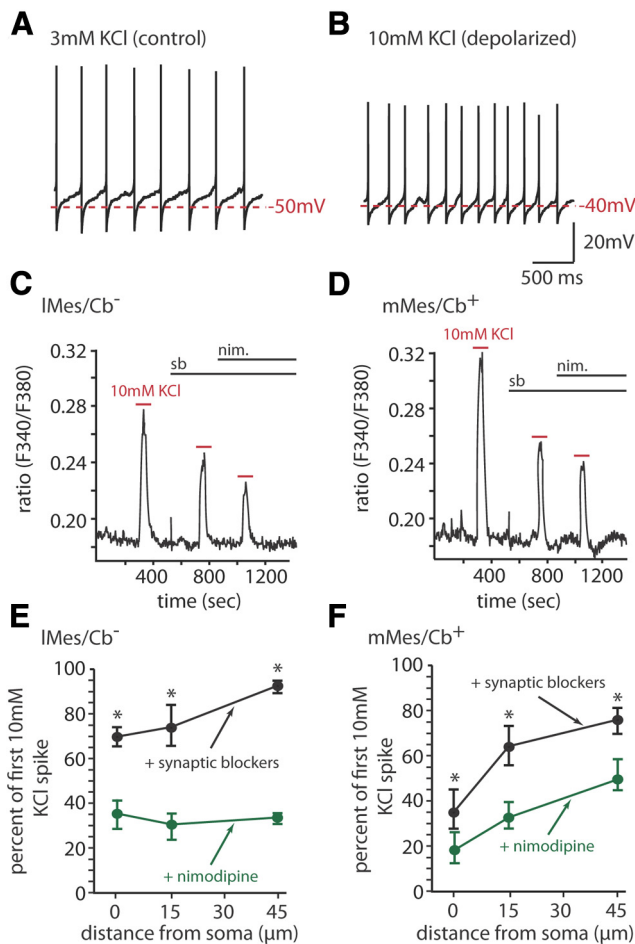 A
3mM KCl (control)
-50mV
B
10mM KCl (depolarized)
-40mV
20mV
500 ms
C
lMes/Cb⁻
ratio (F340/F380)
0.32
0.28
0.24
0.20
10mM KCl
sb
nim.
400 800 1200
time (sec)
D
mMes/Cb⁺
ratio (F340/F380)
0.32
0.28
0.24
0.20
10mM KCl
sb
nim.
400 800 1200
time (sec)
E
lMes/Cb⁻
percent of first 10mM
KCl spike
100
80
60
40
20
0
* * *
+ synaptic blockers
+ nimodipine
0 15 45
distance from soma (μm)
F
mMes/Cb⁺
percent of first 10mM
KCl spike
100
80
60
40
20
0
* * *
+ synaptic blockers
+ nimodipine
0 15 45
distance from soma (μm)